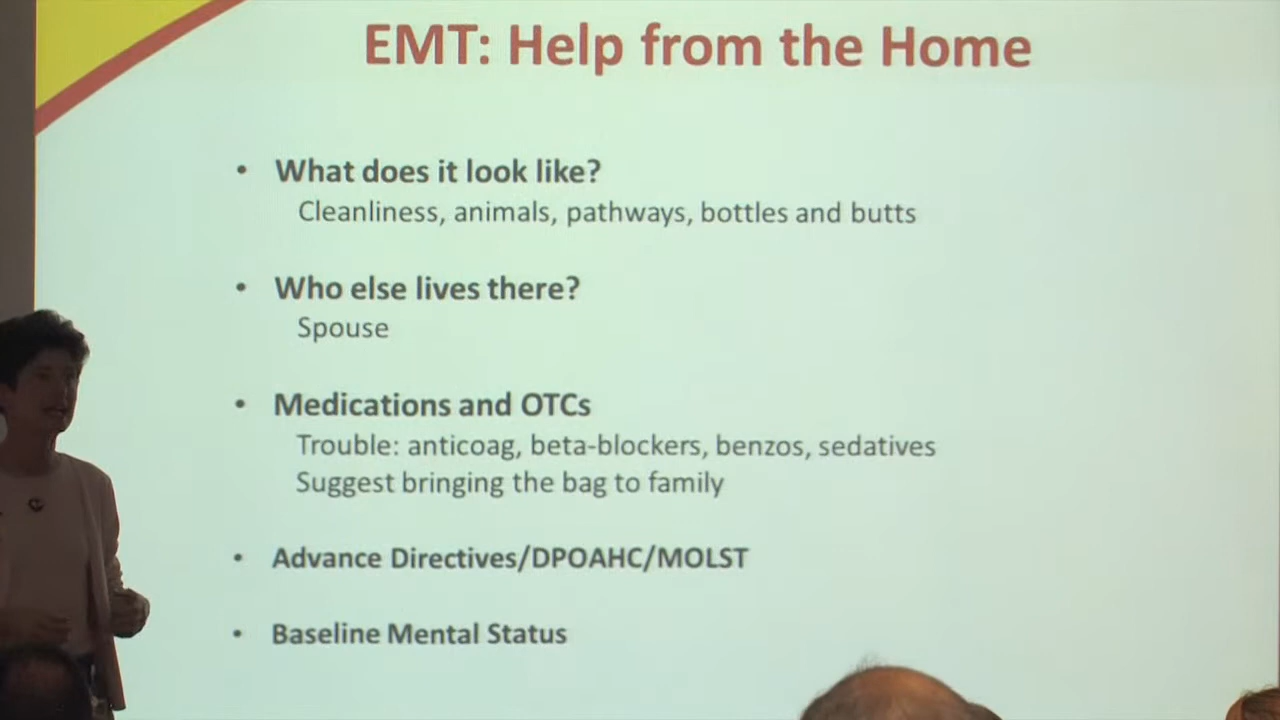 EMT: Help from the Home
• What does it look like?
Cleanliness, animals, pathways, bottles and butts
• Who else lives there?
Spouse
• Medications and OTCs
Trouble: anticoag, beta-blockers, benzos, sedatives
Suggest bringing the bag to family
• Advance Directives/DPOAHC/MOLST
• Baseline Mental Status